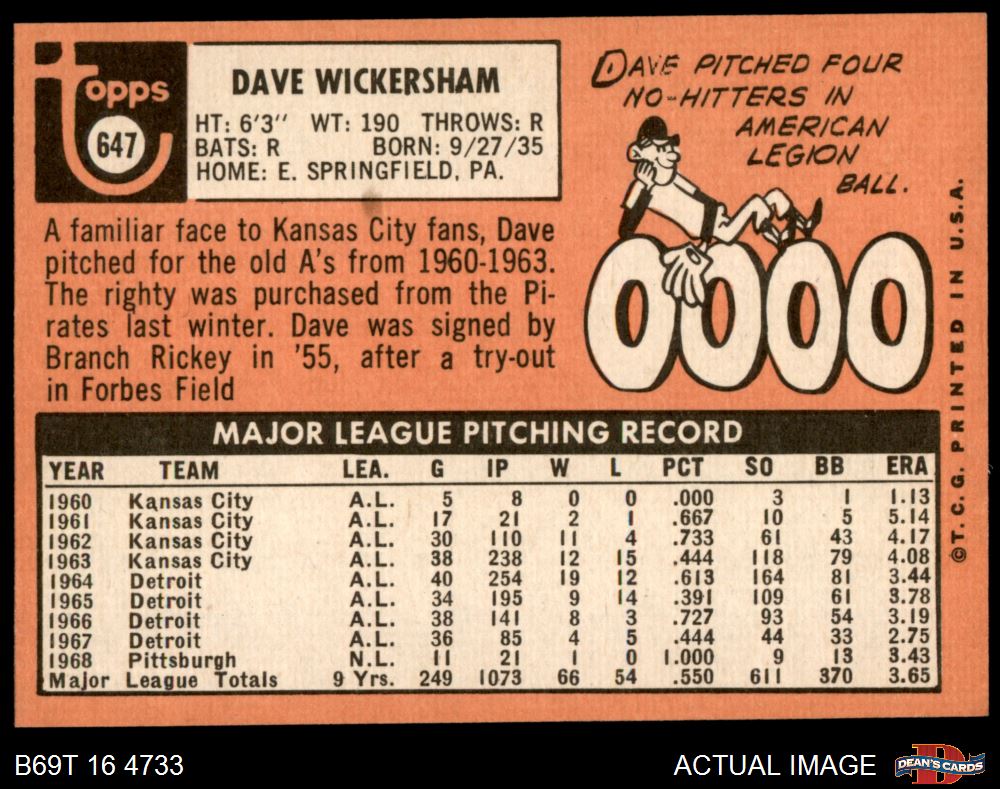 topps
647
DAVE WICKERSHAM
HT: 6'3" WT: 190 THROWS: R
BATS: R BORN: 9/27/35
HOME: E. SPRINGFIELD, PA.
DAVE PITCHED FOUR
NO-HITTERS IN
AMERICAN
LEGION
BALL.
A familiar face to Kansas City fans, Dave
pitched for the old A's from 1960-1963.
The righty was purchased from the Pi-
rates last winter. Dave was signed by
Branch Rickey in '55, after a try-out
in Forbes Field
0000
©T. C. G. PRINTED IN U.S.A.
MAJOR LEAGUE PITCHING RECORD
YEAR TEAM LEA. G IP W L PCT SO BB ERA
1960 Kansas City A.L. 5 8 0 0 .000 3 1 1.13
1961 Kansas City A.L. 17 21 2 1 .667 10 5 5.14
1962 Kansas City A.L. 30 110 11 4 .733 61 43 4.17
1963 Kansas City A.L. 38 238 12 15 .444 118 79 4.08
1964 Detroit A.L. 40 254 19 12 .613 164 81 3.44
1965 Detroit A.L. 34 195 9 14 .391 109 61 3.78
1966 Detroit A.L. 38 141 8 3 .727 93 54 3.19
1967 Detroit A.L. 36 85 4 5 .444 44 33 2.75
1968 Pittsburgh N.L. 11 21 1 0 1.000 9 13 3.43
Major League Totals 9 Yrs. 249 1073 66 54 .550 611 370 3.65
B69T 16 4733
ACTUAL IMAGE
D
DEAN'S CARDS